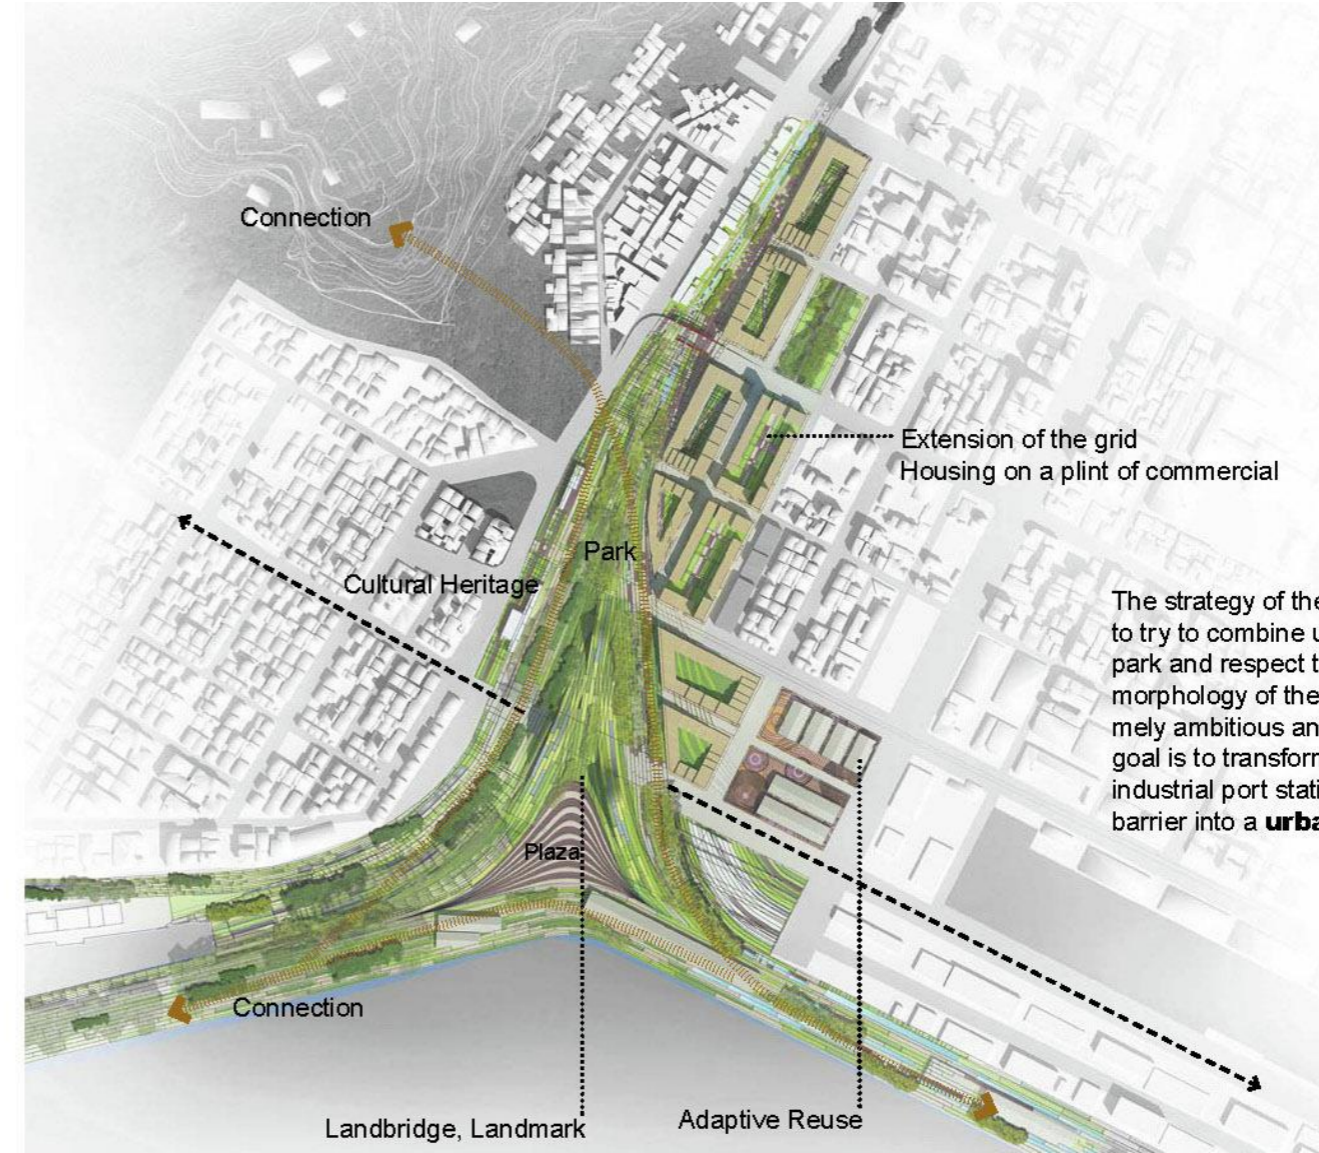 Connection
Extension of the grid
Housing on a plint of commercial
Park
Cultural Heritage
The strategy of the
to try to combine u
park and respect t
morphology of the
mely ambitious an
goal is to transfor
industrial port stati
barrier into a urba
Plaza
Connection
Landbridge, Landmark
Adaptive Reuse